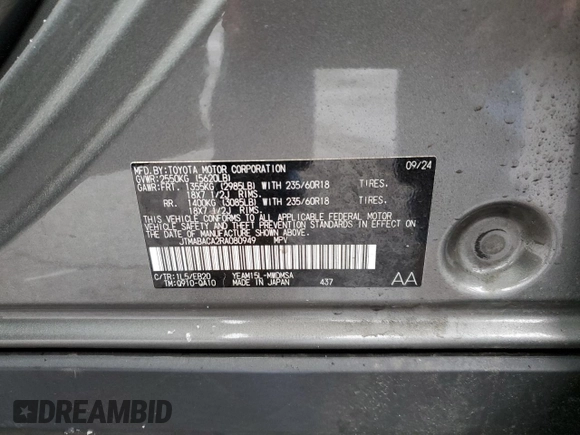 MFD.BY:TOYOTA MOTOR CORPORATION 09/24
GVWR:2550KG (5620LB)
GAWR:FRT. 1355KG (2985LB) WITH 235/60R18 TIRES.
18X7 1/2J RIMS.
RR. 1400KG (3085LB) WITH 235/60R18 TIRES.
18X7 1/2J RIMS.
THIS VEHICLE CONFORMS TO ALL APPLICABLE FEDERAL MOTOR
VEHICLE SAFETY AND THEFT PREVENTION STANDARDS IN EFFECT ON
THE DATE OF MANUFACTURE SHOWN ABOVE.
JTMABACA2RA080949 MPV
C/TR:1L5/EB20 YEAM15L-MWDMSA
TM:Q910-QA10 MADE IN JAPAN 437 AA
DREAMBID